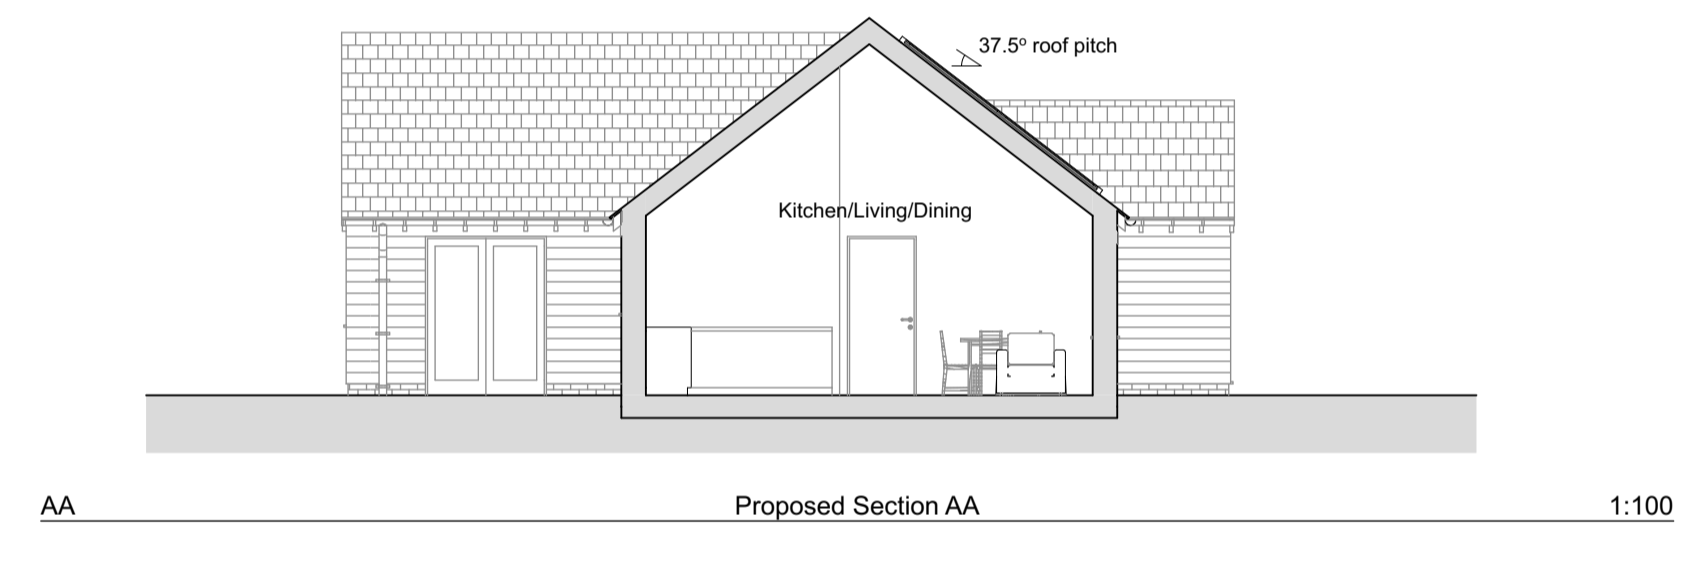 37.5º roof pitch
Kitchen/Living/Dining
AA Proposed Section AA 1:100